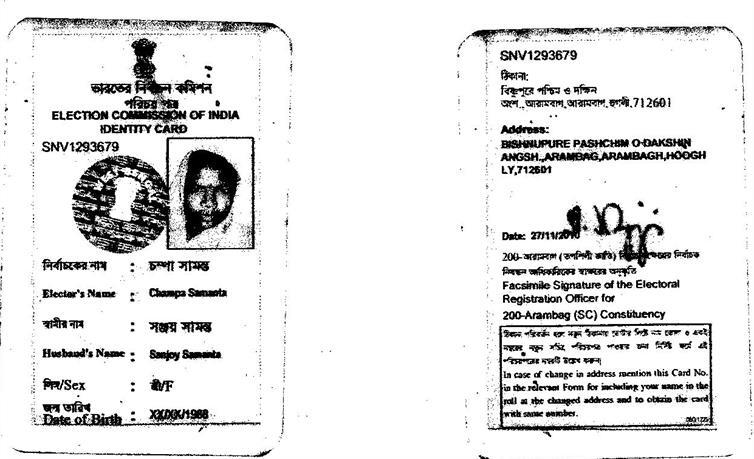 ভারতের নির্বাচন কমিশন
পরিচয় পত্র
ELECTION COMMISSION OF INDIA
IDENTITY CARD
SNV1293679
নির্বাচকের নাম : চম্পা সামন্ত
Elector's Name : Champa Samanta
স্বামীর নাম : সঞ্জয় সামন্ত
Husband's Name : Sanjoy Samanta
লিঙ্গ/Sex : স্ত্রী/F
জন্ম তারিখ
Date of Birth : XX/XX/1988
SNV1293679
ঠিকানা:
বিষ্ণুপুরে পশ্চিম ও দক্ষিন
অংশ.,আরামবাগ,আরামবাগ,হুগলী,712601
Address:
BISHNUPURE PASHCHIM O DAKSHIN
ANGSH.,ARAMBAG,ARAMBAGH,HOOGH
LY,712601
Date: 27/11/
200-আরামবাগ (তপশিলী জাতি) নির্বাচক
নিবন্ধন আধিকারিকের স্বাক্ষরের অনুকৃতি
Facsimile Signature of the Electoral
Registration Officer for
200-Arambag (SC) Constituency
ঠিকানা পরিবর্তন হলে নতুন ঠিকানায় ভোটার লিস্টে নাম তোলা ও একই
নম্বরের নতুন সচিত্র পরিচয়পত্র পাওয়ার জন্য নির্দিষ্ট ফর্মে এই
পরিচয়পত্রের নম্বরটি উল্লেখ করুন।
In case of change in address mention this Card No.
in the relevant Form for including your name in the
roll at the changed address and to obtain the card
with same number.